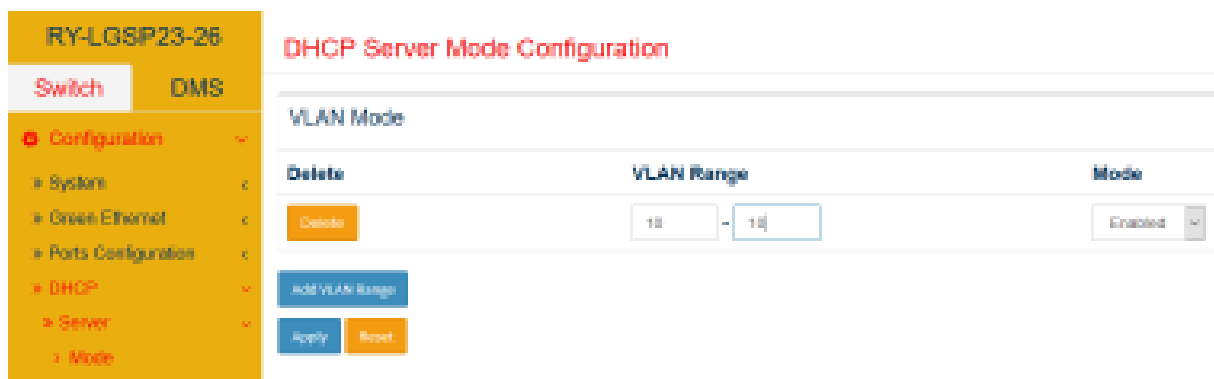 RY-LGSP23-26
Switch DMS
Configuration
» System
» Green Ethernet
» Ports Configuration
» DHCP
» Server
> Mode
DHCP Server Mode Configuration
VLAN Mode
Delete VLAN Range Mode
Delete 10 - 10 Enabled
Add VLAN Range
Apply Reset